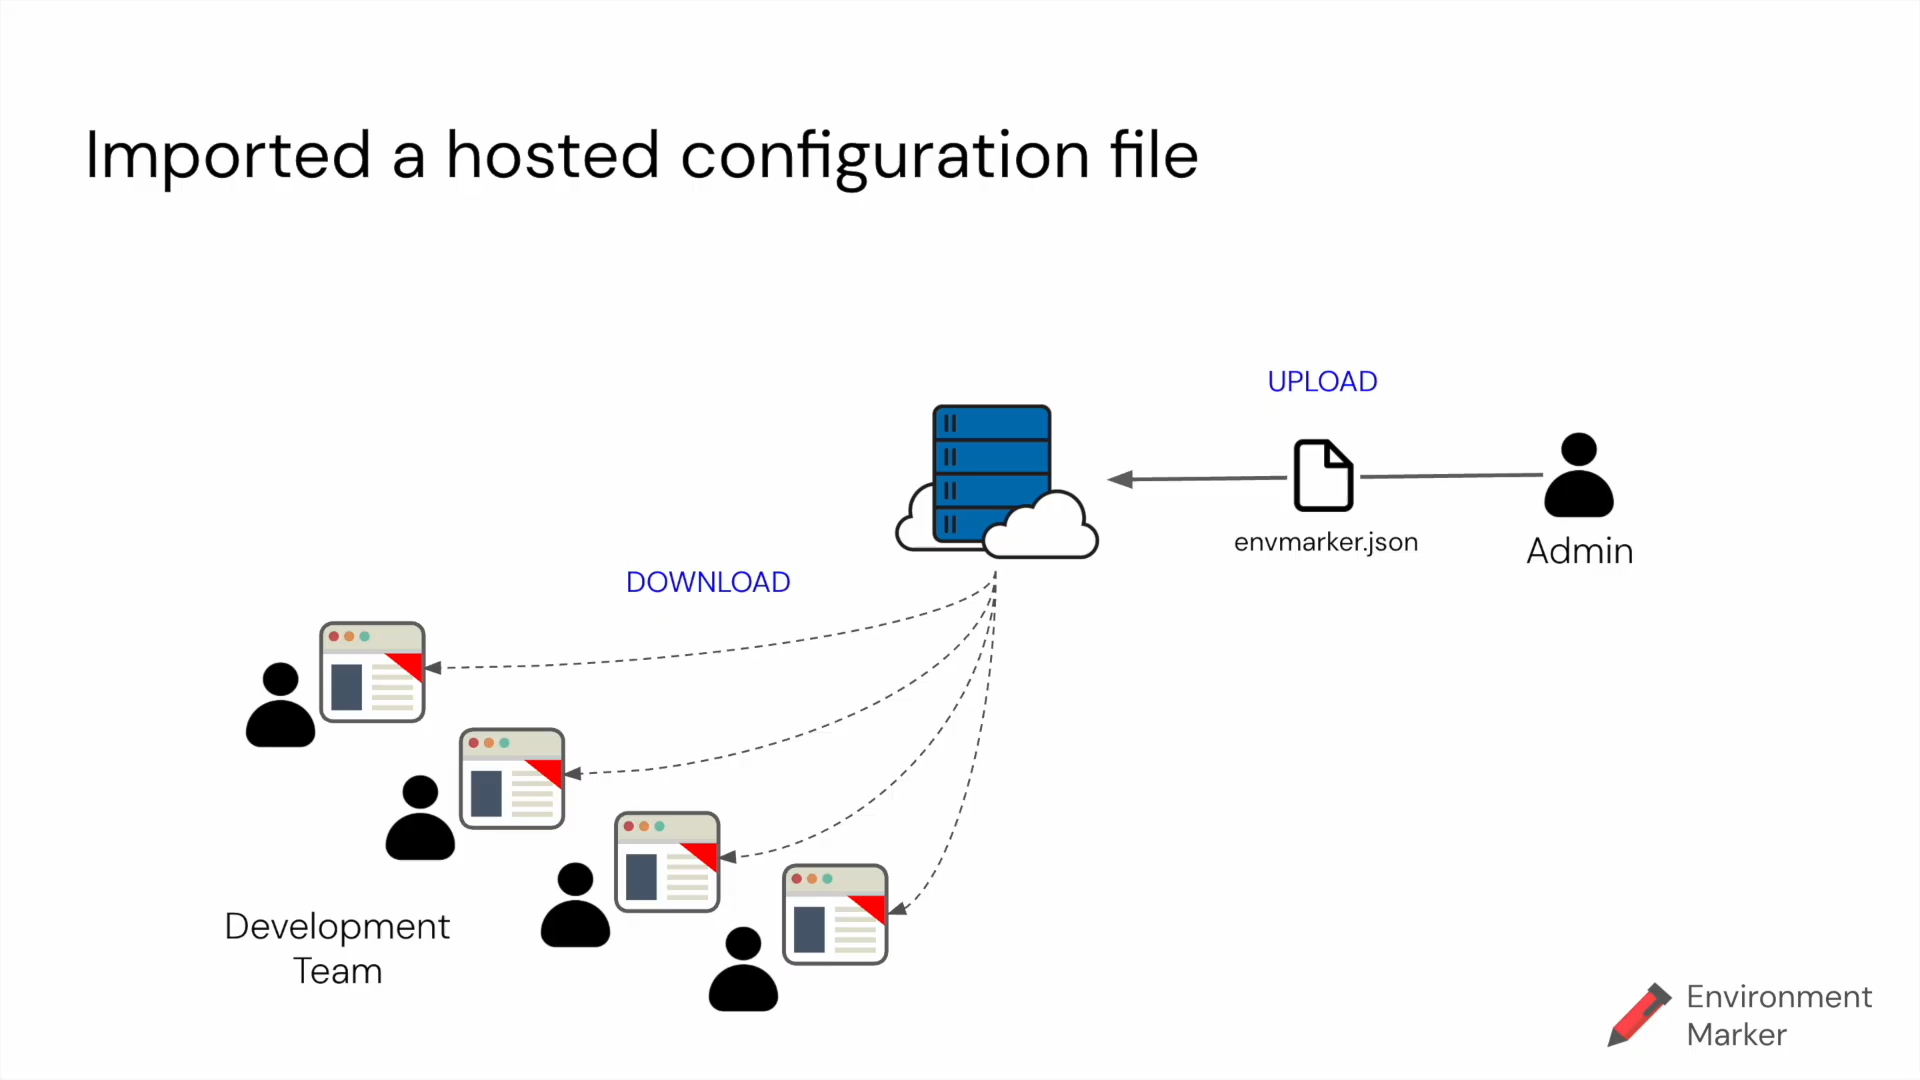 Imported a hosted configuration file
UPLOAD
envmarker.json
Admin
DOWNLOAD
Development
Team
Environment
Marker